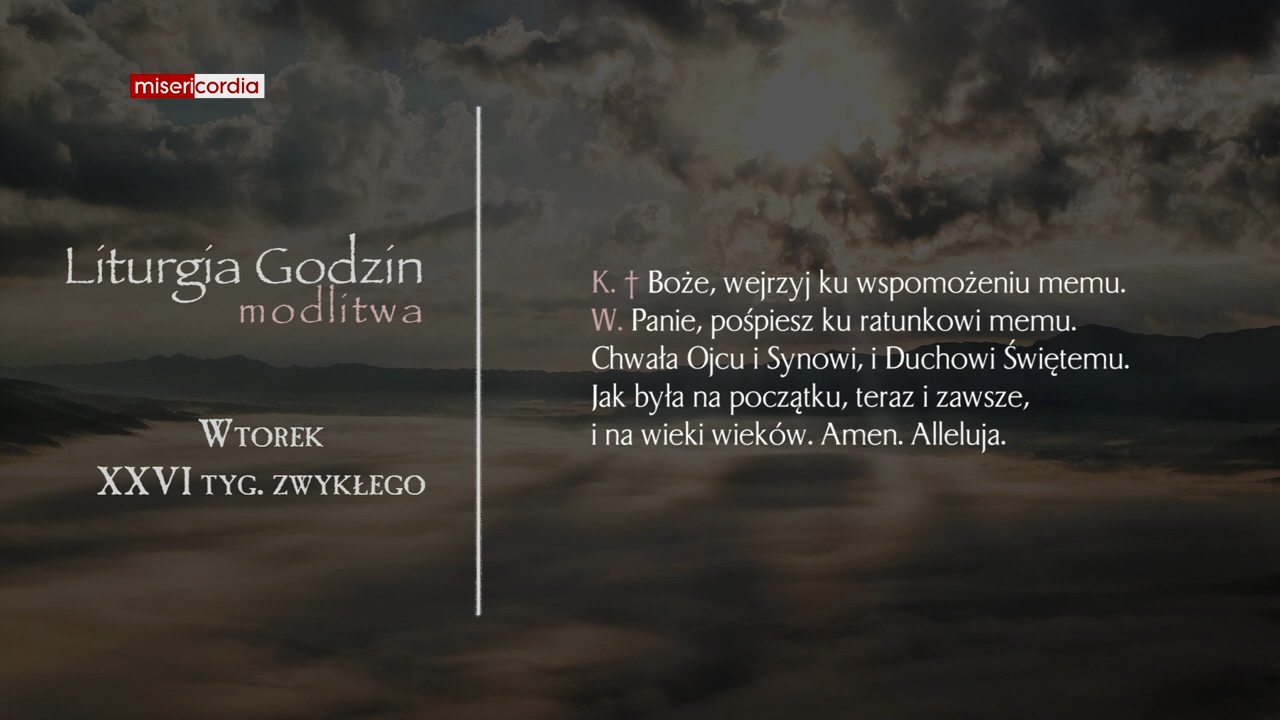 misericordia
Liturgia Godzin
modlitwa
Wtorek
XXVI tyg. zwykłego
K. † Boże, wejrzyj ku wspomożeniu memu.
W. Panie, pośpiesz ku ratunkowi memu.
Chwała Ojcu i Synowi, i Duchowi Świętemu.
Jak była na początku, teraz i zawsze,
i na wieki wieków. Amen. Alleluja.